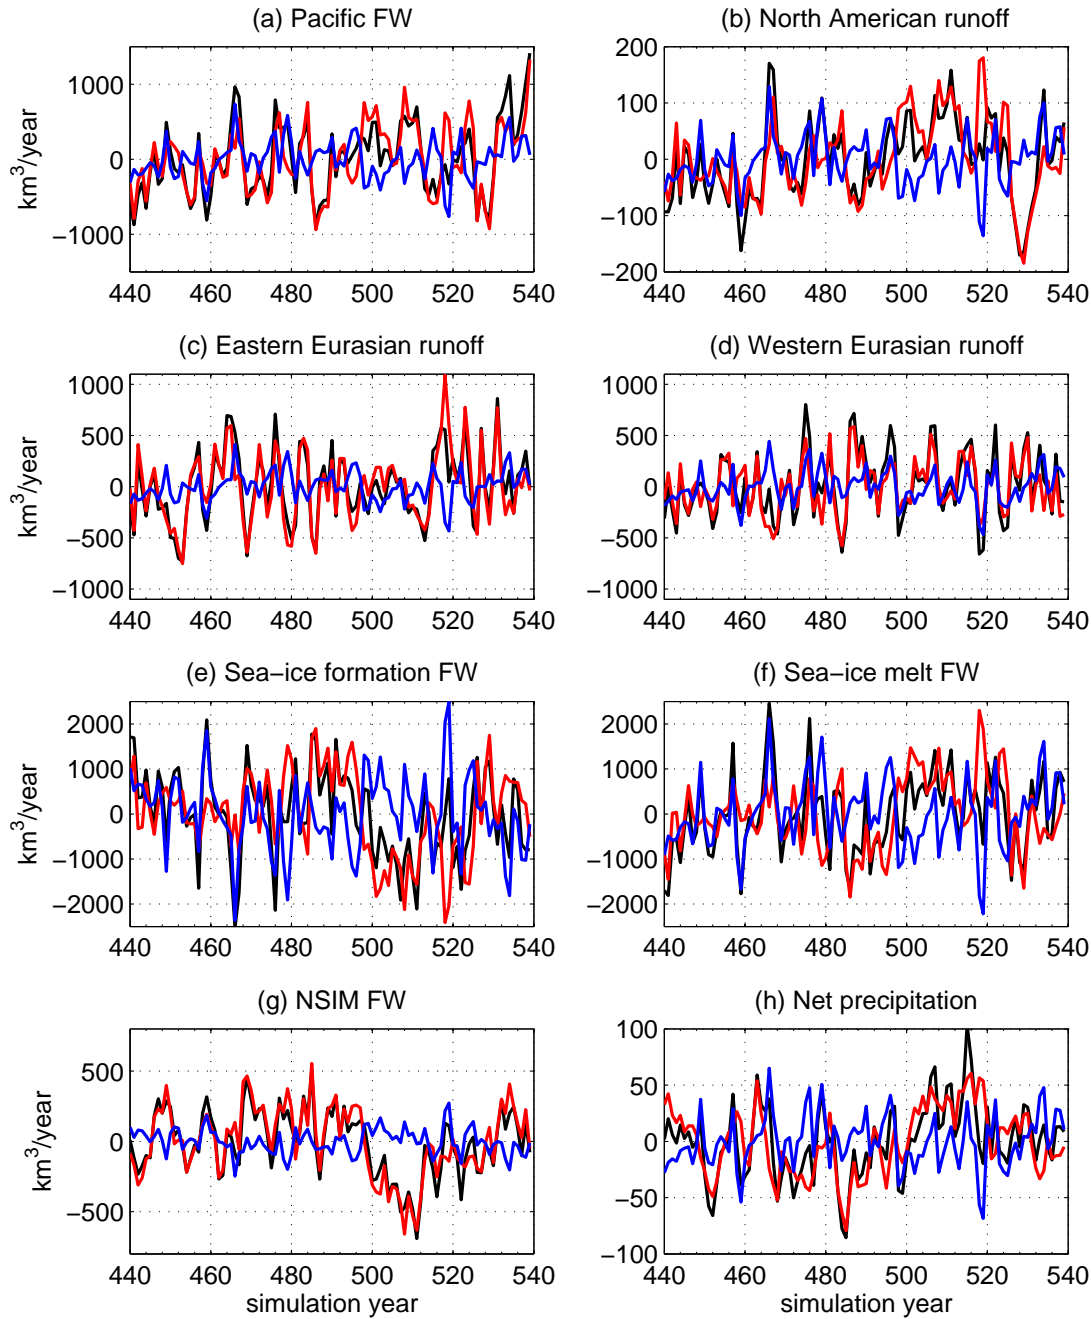 (a) Pacific FW
(b) North American runoff
km³/year
1000
0
−1000
440 460 480 500 520 540
200
100
0
−100
−200
440 460 480 500 520 540
(c) Eastern Eurasian runoff
(d) Western Eurasian runoff
km³/year
1000
500
0
−500
−1000
440 460 480 500 520 540
1000
500
0
−500
−1000
440 460 480 500 520 540
(e) Sea−ice formation FW
(f) Sea−ice melt FW
km³/year
2000
1000
0
−1000
−2000
440 460 480 500 520 540
2000
1000
0
−1000
−2000
440 460 480 500 520 540
(g) NSIM FW
(h) Net precipitation
km³/year
500
0
−500
440 460 480 500 520 540
simulation year
100
50
0
−50
−100
440 460 480 500 520 540
simulation year